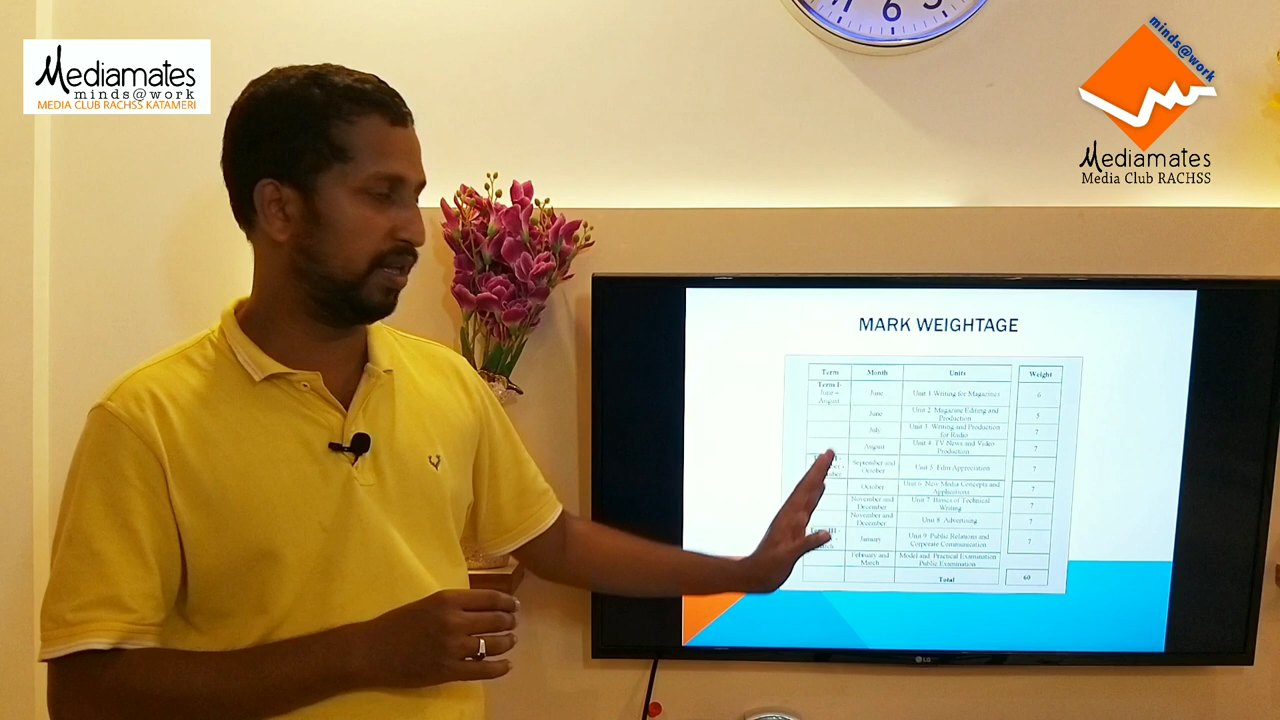 Mediamates
minds@work
MEDIA CLUB RACHSS KATAMERI
6
minds@work
Mediamates
Media Club RACHSS
MARK WEIGHTAGE
Term Month Units Weight
Term I- June – August June Unit 1 Writing for Magazines 6
June Unit 2 Magazine Editing and Production 5
July Unit 3 Writing and Production for Radio 7
August Unit 4 TV News and Video Production 7
September and October Unit 5 Film Appreciation 7
October Unit 6 New Media Concepts and Applications 7
November and December Unit 7 Basics of Technical Writing 7
November and December Unit 8 Advertising 7
January Unit 9 Public Relations and Corporate Communication 7
February and March Model and Practical Examination Public Examination
Total 60
LG